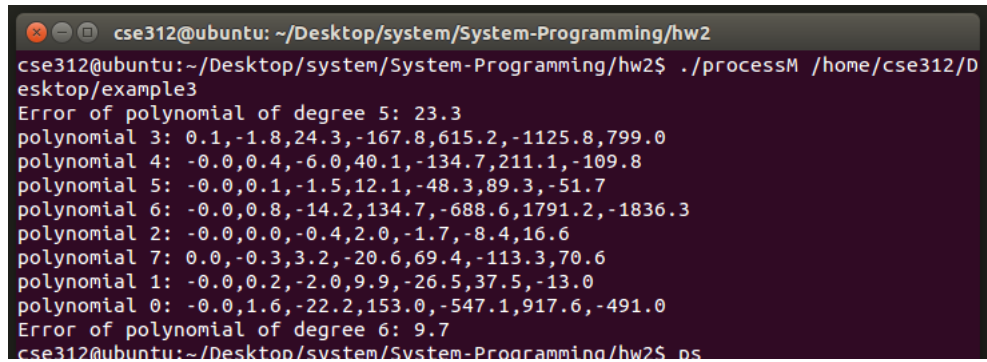 cse312@ubuntu: ~/Desktop/system/System-Programming/hw2
cse312@ubuntu:~/Desktop/system/System-Programming/hw2$ ./processM /home/cse312/D
esktop/example3
Error of polynomial of degree 5: 23.3
polynomial 3: 0.1,-1.8,24.3,-167.8,615.2,-1125.8,799.0
polynomial 4: -0.0,0.4,-6.0,40.1,-134.7,211.1,-109.8
polynomial 5: -0.0,0.1,-1.5,12.1,-48.3,89.3,-51.7
polynomial 6: -0.0,0.8,-14.2,134.7,-688.6,1791.2,-1836.3
polynomial 2: -0.0,0.0,-0.4,2.0,-1.7,-8.4,16.6
polynomial 7: 0.0,-0.3,3.2,-20.6,69.4,-113.3,70.6
polynomial 1: -0.0,0.2,-2.0,9.9,-26.5,37.5,-13.0
polynomial 0: -0.0,1.6,-22.2,153.0,-547.1,917.6,-491.0
Error of polynomial of degree 6: 9.7
cse312@ubuntu:~/Desktop/system/System-Programming/hw2$ ps